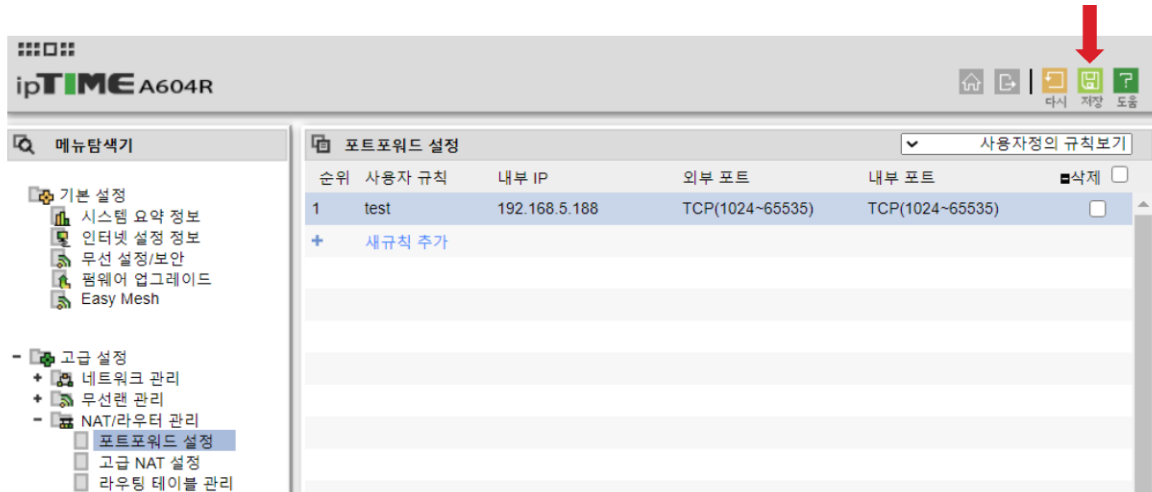 ipTIME A604R
다시 저장 도움
메뉴탐색기
기본 설정
시스템 요약 정보
인터넷 설정 정보
무선 설정/보안
펌웨어 업그레이드
Easy Mesh
고급 설정
네트워크 관리
무선랜 관리
NAT/라우터 관리
포트포워드 설정
고급 NAT 설정
라우팅 테이블 관리
포트포워드 설정 사용자정의 규칙보기
순위 사용자 규칙 내부 IP 외부 포트 내부 포트 삭제
1 test 192.168.5.188 TCP(1024~65535) TCP(1024~65535)
+ 새규칙 추가